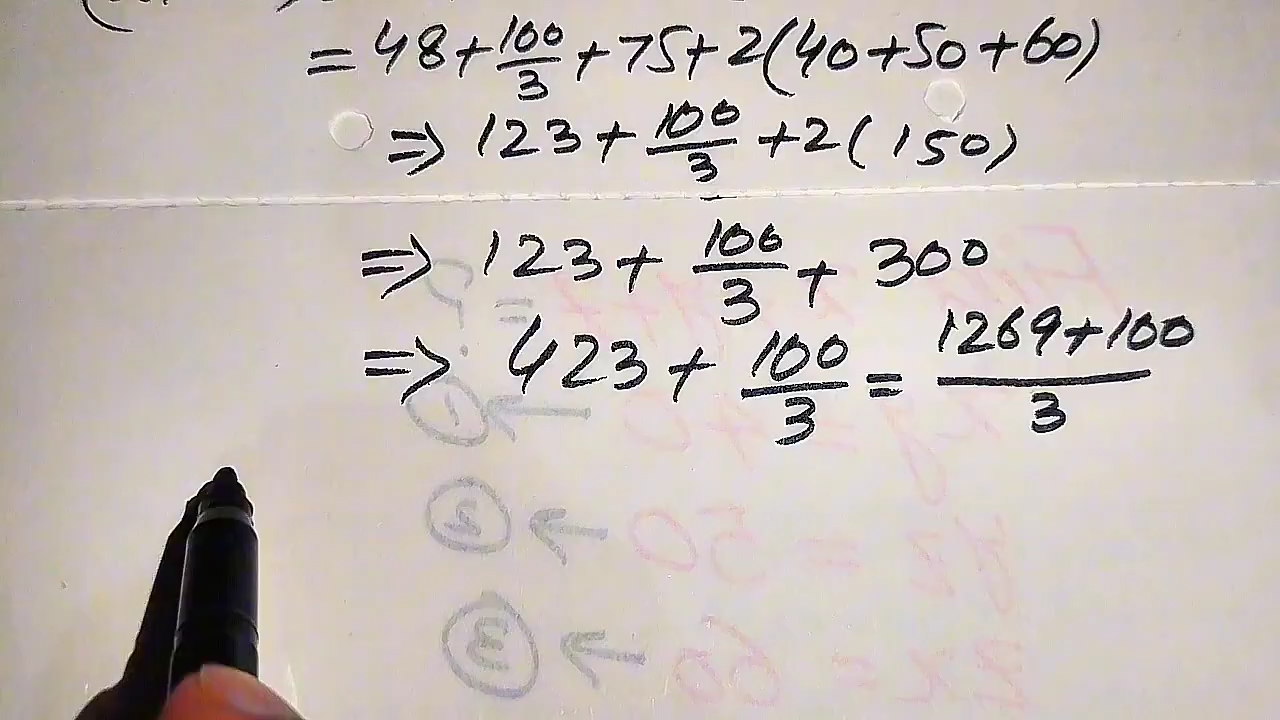 = 48 + 100/3 + 75 + 2(40+50+60)
⇒ 123 + 100/3 + 2(150)
⇒ 123 + 100/3 + 300
⇒ 423 + 100/3 = 1269+100/3